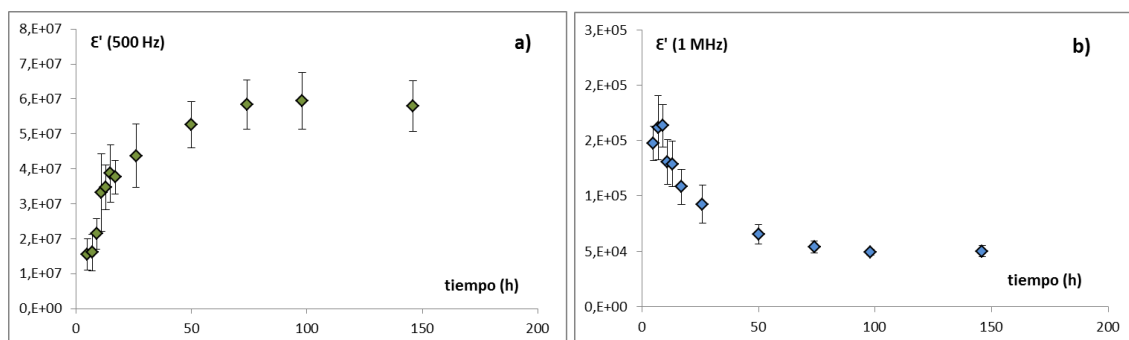 8,E+07
ε' (500 Hz)
a)
7,E+07
6,E+07
5,E+07
4,E+07
3,E+07
2,E+07
1,E+07
tiempo (h)
0,E+00
0
50
100
150
200
3,E+05
ε' (1 MHz)
b)
2,E+05
2,E+05
1,E+05
5,E+04
tiempo (h)
0,E+00
0
50
100
150
200